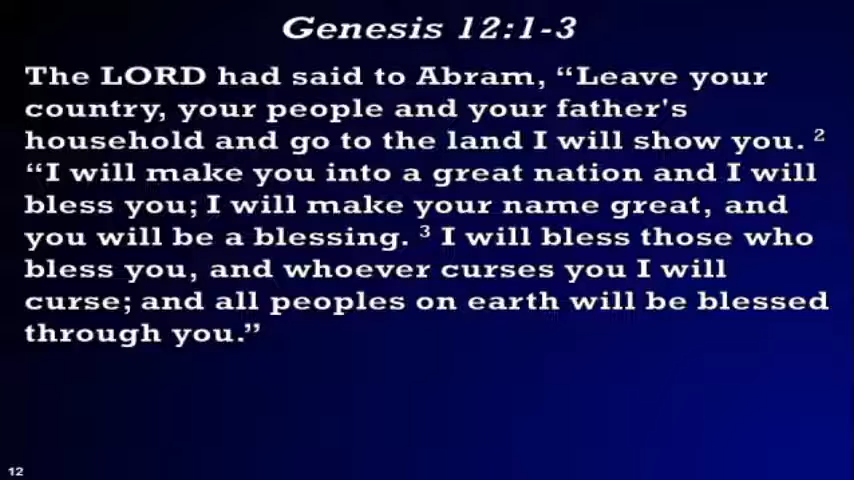 Genesis 12:1-3
The LORD had said to Abram, “Leave your
country, your people and your father's
household and go to the land I will show you. ²
“I will make you into a great nation and I will
bless you; I will make your name great, and
you will be a blessing. ³ I will bless those who
bless you, and whoever curses you I will
curse; and all peoples on earth will be blessed
through you.”
12